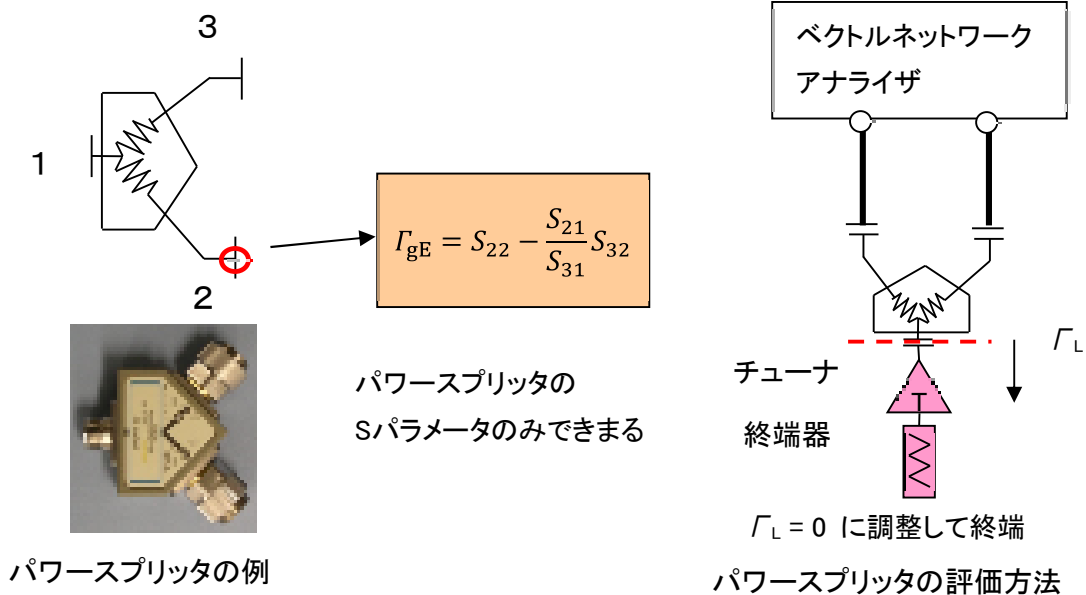 3
1
2
Γ_gE = S_22 − (S_21 / S_31) S_32
パワースプリッタの
Sパラメータのみできまる
パワースプリッタの例
ベクトルネットワーク
アナライザ
Γ_L
チューナ
T
終端器
Γ_L = 0 に調整して終端
パワースプリッタの評価方法